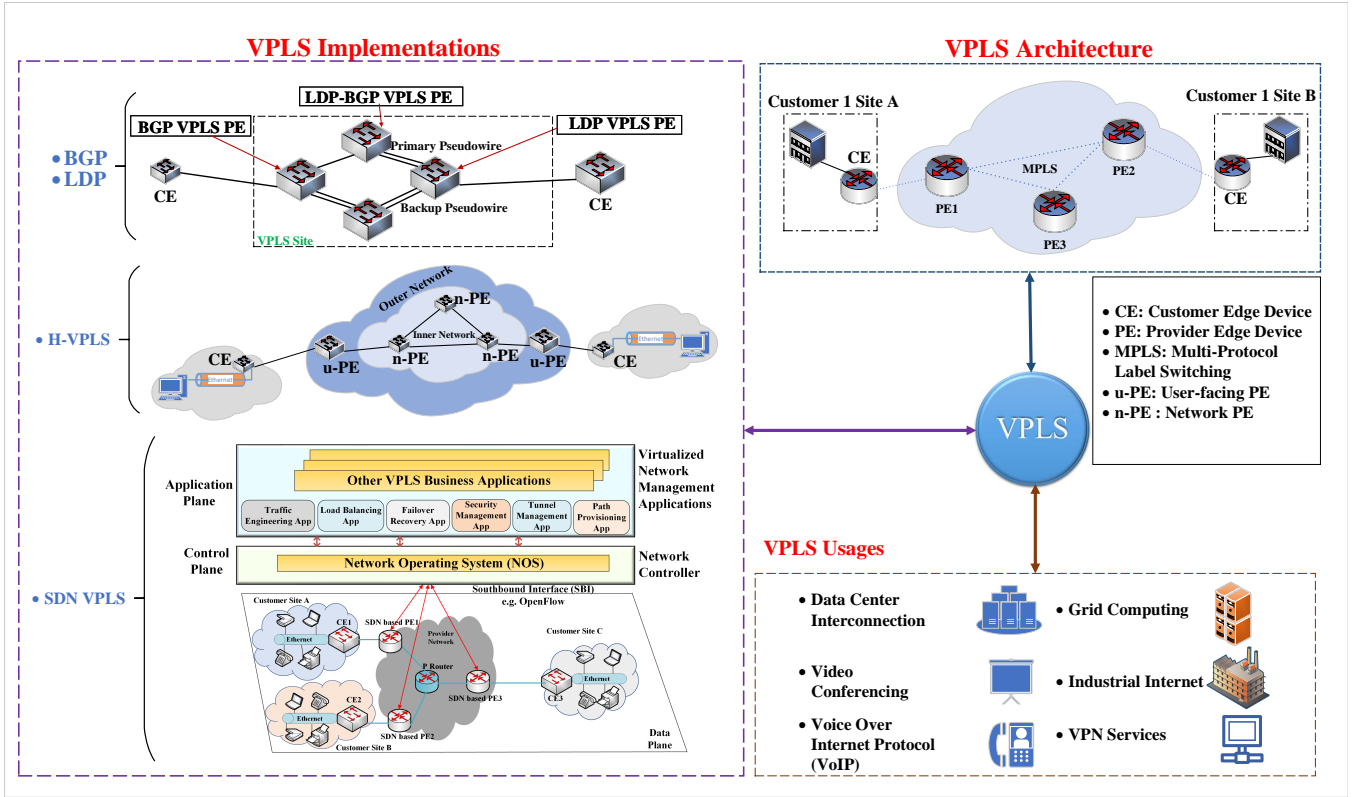 VPLS Implementations
LDP-BGP VPLS PE
BGP VPLS PE
LDP VPLS PE
• BGP
• LDP
Primary Pseudowire
CE
CE
Backup Pseudowire
VPLS Site
• H-VPLS
Outer Network
n-PE
Inner Network
n-PE
n-PE
u-PE
u-PE
CE
Ethernet
CE
Ethernet
• SDN VPLS
Application
Plane
Other VPLS Business Applications
Virtualized
Network
Management
Applications
Traffic
Engineering App
Load Balancing
App
Failover
Recovery App
Security
Management
App
Tunnel
Management
App
Path
Provisioning
App
Control
Plane
Network Operating System (NOS)
Network
Controller
Southbound Interface (SBI)
e.g. OpenFlow
Customer Site A
CE1
Ethernet
SDN based PE1
Provider
Network
P Router
Customer Site C
Ethernet
CE3
SDN based PE3
CE2
Ethernet
SDN based PE2
Customer Site B
Data
Plane
VPLS Architecture
Customer 1 Site A
Customer 1 Site B
CE
MPLS
PE1
PE2
PE3
CE
• CE: Customer Edge Device
• PE: Provider Edge Device
• MPLS: Multi-Protocol
Label Switching
• u-PE: User-facing PE
• n-PE : Network PE
VPLS
VPLS Usages
• Data Center
Interconnection
• Grid Computing
• Video
Conferencing
• Industrial Internet
• Voice Over
Internet Protocol
(VoIP)
• VPN Services